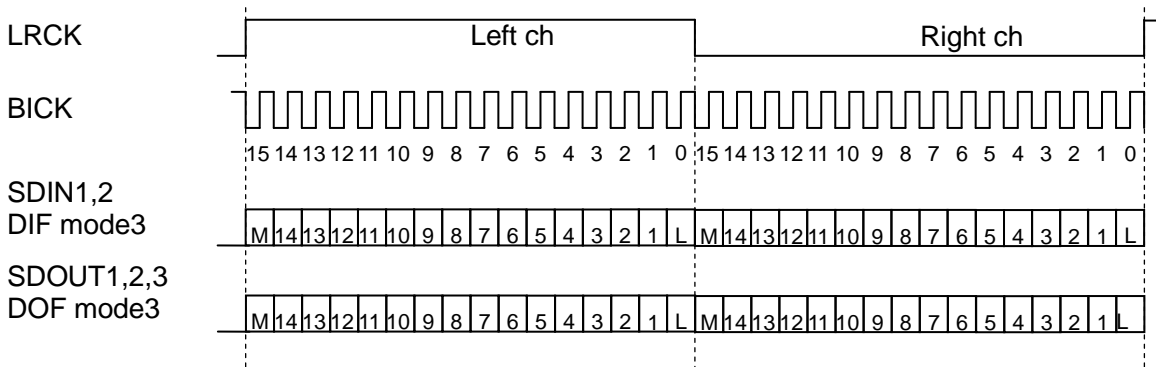 LRCK Left ch Right ch
BICK
15 14 13 12 11 10 9 8 7 6 5 4 3 2 1 0 15 14 13 12 11 10 9 8 7 6 5 4 3 2 1 0
SDIN1,2
DIF mode3
M 14 13 12 11 10 9 8 7 6 5 4 3 2 1 L M 14 13 12 11 10 9 8 7 6 5 4 3 2 1 L
SDOUT1,2,3
DOF mode3
M 14 13 12 11 10 9 8 7 6 5 4 3 2 1 L M 14 13 12 11 10 9 8 7 6 5 4 3 2 1 L